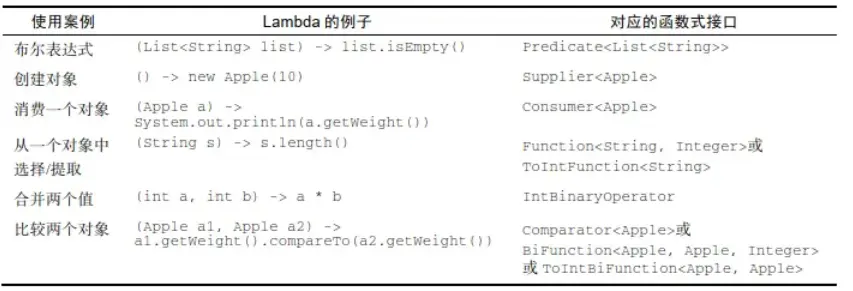 使用案例 Lambda 的例子 对应的函数式接口
布尔表达式 (List<String> list) -> list.isEmpty() Predicate<List<String>>
创建对象 () -> new Apple(10) Supplier<Apple>
消费一个对象 (Apple a) -> Consumer<Apple>
System.out.println(a.getWeight())
从一个对象中 (String s) -> s.length() Function<String, Integer>或
选择/提取 ToIntFunction<String>
合并两个值 (int a, int b) -> a * b IntBinaryOperator
比较两个对象 (Apple a1, Apple a2) -> Comparator<Apple>或
a1.getWeight().compareTo(a2.getWeight()) BiFunction<Apple, Apple, Integer>
或 ToIntBiFunction<Apple, Apple>